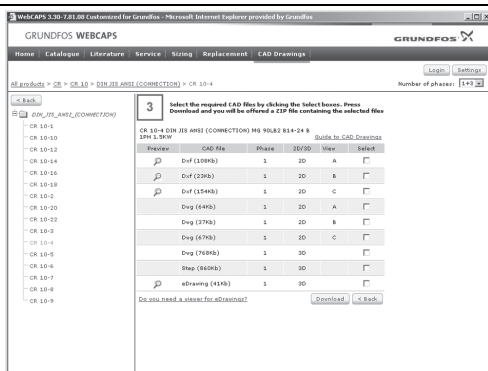 WebCAPS 3.30-7.81.08 Customized for Grundfos - Microsoft Internet Explorer provided by Grundfos
GRUNDFOS WEBCAPS
GRUNDFOS
Home Catalogue Literature Service Sizing Replacement CAD Drawings
Login Settings
All products > CR > CR 10 > DIN JIS ANSI (CONNECTION) > CR 10-4
Number of phases: 1+3
< Back
DIN_JIS_ANSI_(CONNECTION)
CR 10-1
CR 10-10
CR 10-12
CR 10-14
CR 10-16
CR 10-18
CR 10-2
CR 10-20
CR 10-22
CR 10-3
CR 10-4
CR 10-5
CR 10-6
CR 10-7
CR 10-8
CR 10-9
3
Select the required CAD files by clicking the Select boxes. Press
Download and you will be offered a ZIP file containing the selected files
CR 10-4 DIN JIS ANSI (CONNECTION) MG 90LB2 B14-24 B
1PH 1.5KW
Guide to CAD Drawings
Preview CAD file Phase 2D/3D View Select
Dxf (108Kb) 1 2D A
Dxf (23Kb) 1 2D B
Dxf (154Kb) 1 2D C
Dwg (64Kb) 1 2D A
Dwg (37Kb) 1 2D B
Dwg (67Kb) 1 2D C
Dwg (768Kb) 1 3D
Step (860Kb) 1 3D
eDrawing (41Kb) 1 3D
Do you need a viewer for eDrawings?
Download < Back